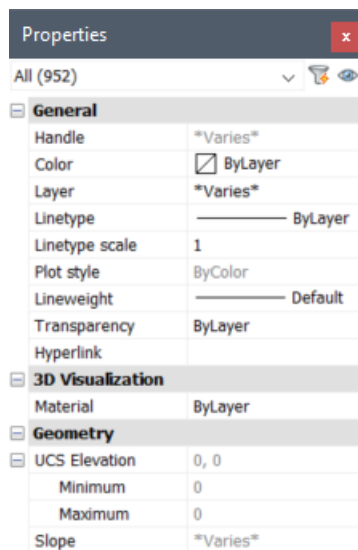 Properties x
All (952)
General
Handle *Varies*
Color ByLayer
Layer *Varies*
Linetype ByLayer
Linetype scale 1
Plot style ByColor
Lineweight Default
Transparency ByLayer
Hyperlink
3D Visualization
Material ByLayer
Geometry
UCS Elevation 0, 0
Minimum 0
Maximum 0
Slope *Varies*